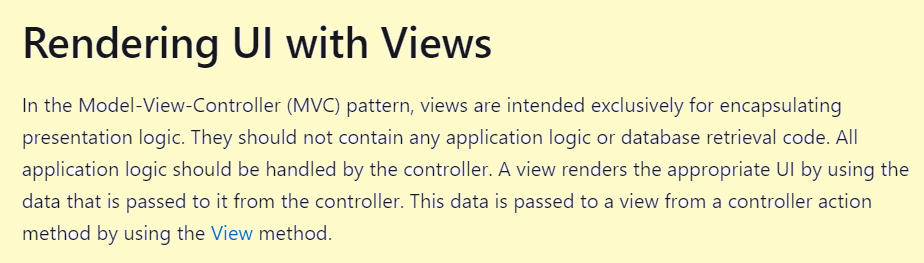 Rendering UI with Views
In the Model-View-Controller (MVC) pattern, views are intended exclusively for encapsulating
presentation logic. They should not contain any application logic or database retrieval code. All
application logic should be handled by the controller. A view renders the appropriate UI by using the
data that is passed to it from the controller. This data is passed to a view from a controller action
method by using the View method.